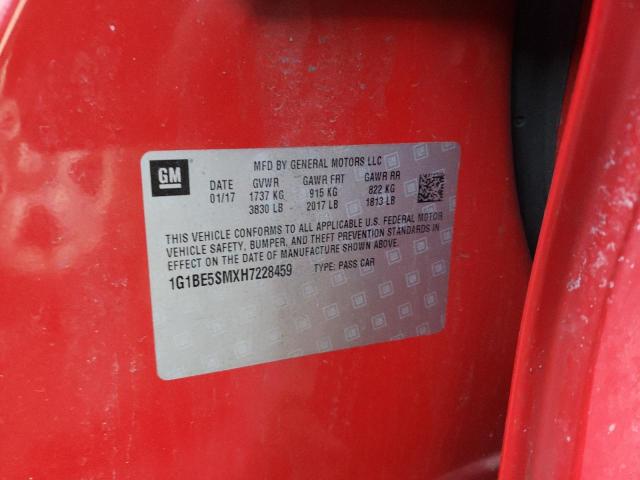 GM
MFD BY GENERAL MOTORS LLC
DATE GVWR GAWR FRT GAWR RR
01/17 1737 KG 915 KG 822 KG
3830 LB 2017 LB 1813 LB
THIS VEHICLE CONFORMS TO ALL APPLICABLE U.S. FEDERAL MOTOR
VEHICLE SAFETY, BUMPER, AND THEFT PREVENTION STANDARDS IN
EFFECT ON THE DATE OF MANUFACTURE SHOWN ABOVE.
1G1BE5SMXH7228459 TYPE: PASS CAR